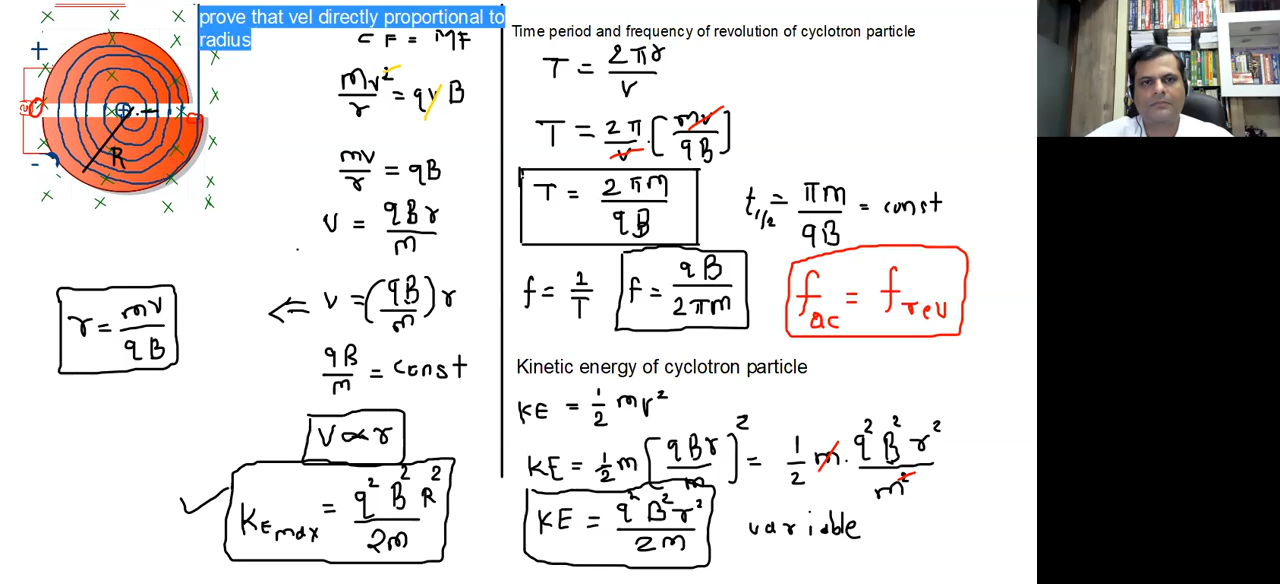 prove that vel directly proportional to
radius
CF = MF
mv²/r = qvB
mv/r = qB
v = qBr/m
⇐ v = (qB/m) r
r = mv/qB
qB/m = const
V ∝ r
✓ KEmax = q²B²R²/2m
+
-
R
Time period and frequency of revolution of cyclotron particle
T = 2πr/v
T = 2π/v · [mv/qB]
T = 2πm/qB
t1/2 = πm/qB = const
f = 1/T
f = qB/2πm
fac = frev
Kinetic energy of cyclotron particle
KE = 1/2 mv²
KE = 1/2 m [qBr/m]² = 1/2 m · q²B²r²/m²
KE = q²B²r²/2m variable